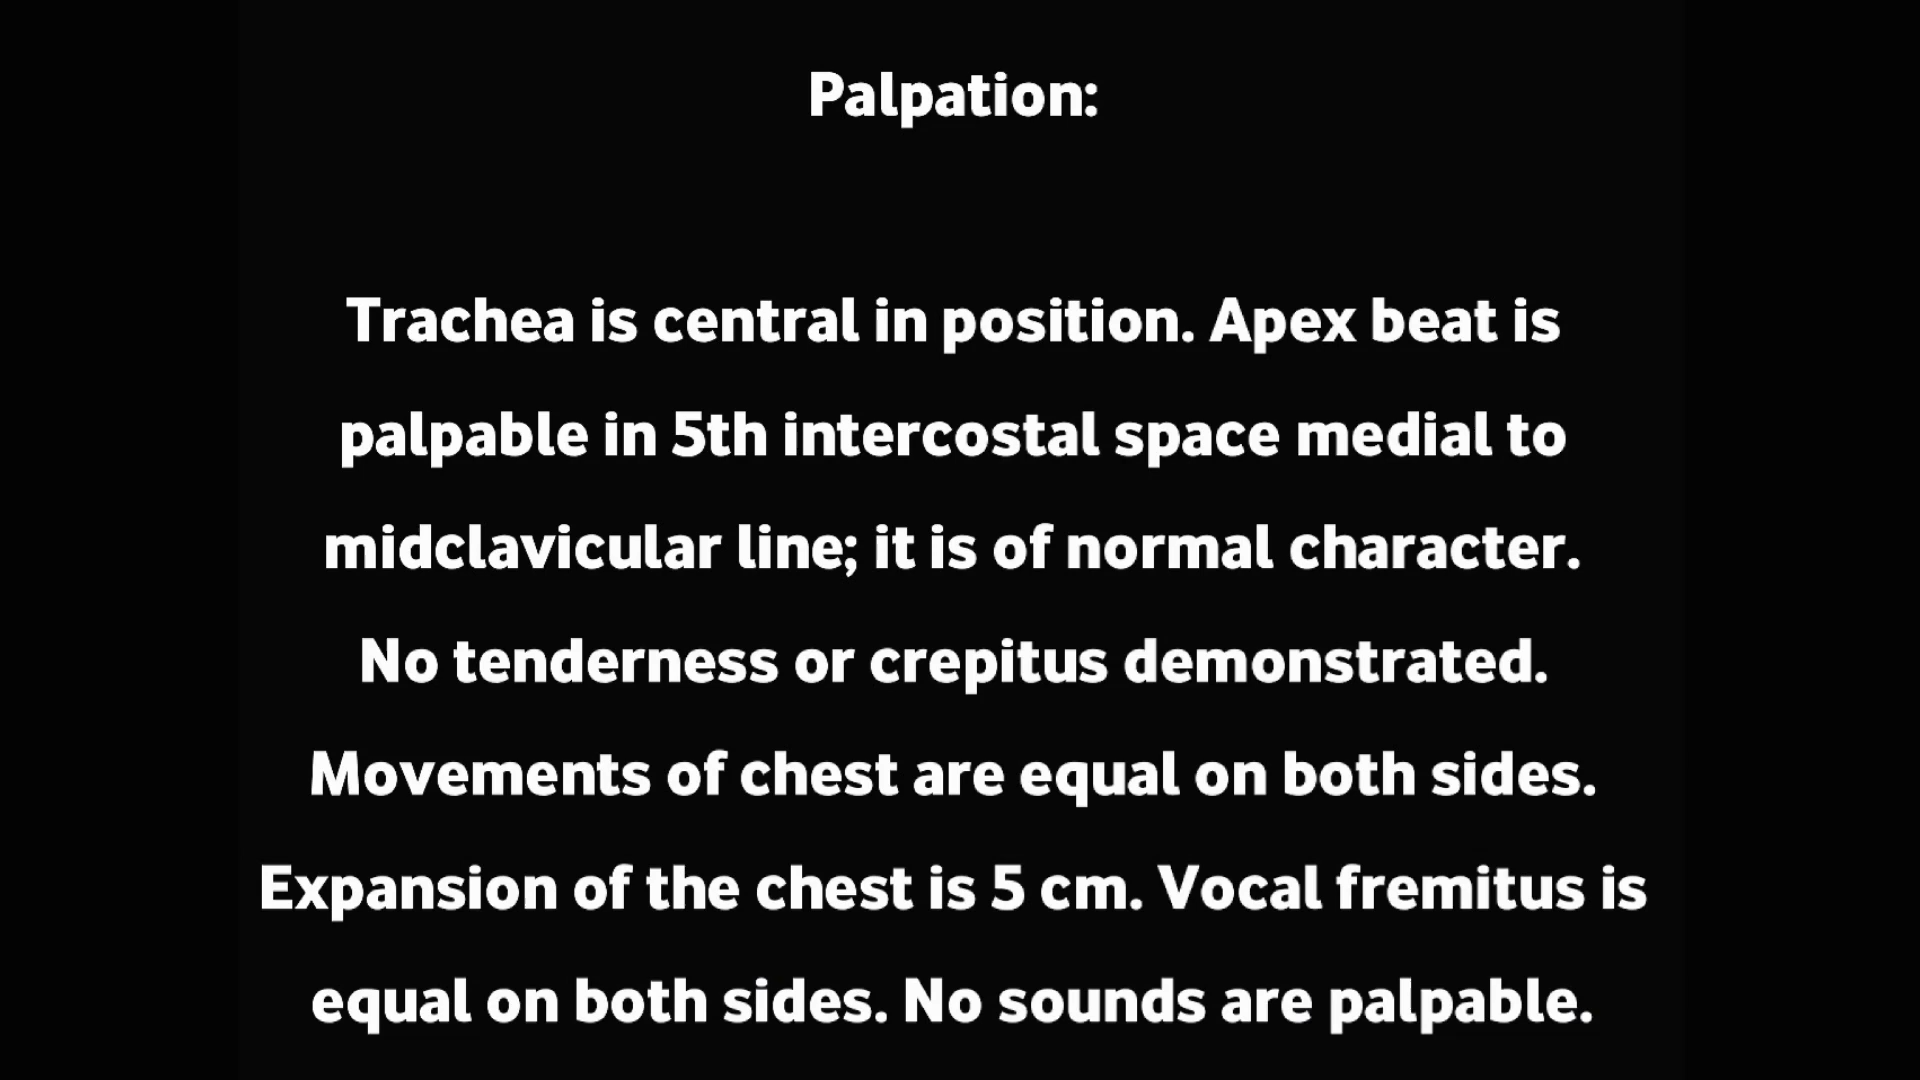 Palpation:
Trachea is central in position. Apex beat is
palpable in 5th intercostal space medial to
midclavicular line; it is of normal character.
No tenderness or crepitus demonstrated.
Movements of chest are equal on both sides.
Expansion of the chest is 5 cm. Vocal fremitus is
equal on both sides. No sounds are palpable.